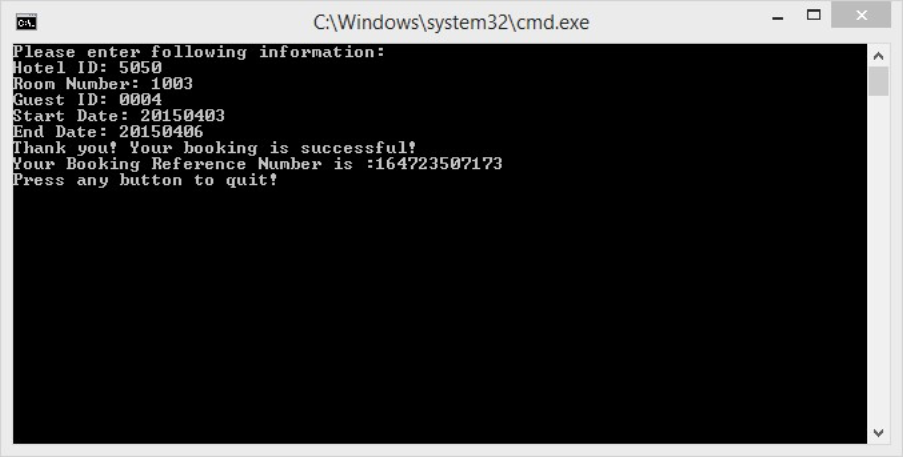 C:\Windows\system32\cmd.exe
Please enter following information:
Hotel ID: 5050
Room Number: 1003
Guest ID: 0004
Start Date: 20150403
End Date: 20150406
Thank you! Your booking is successful!
Your Booking Reference Number is :164723507173
Press any button to quit!